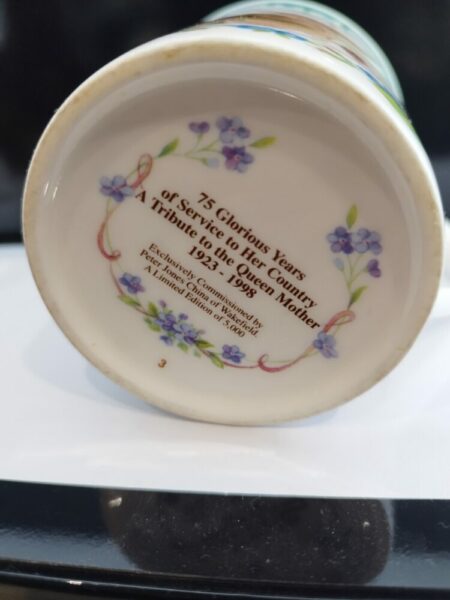 75 Glorious Years
of Service to Her Country
A Tribute to the Queen Mother
1923 - 1998
Exclusively Commissioned by
Peter Jones China of Wakefield.
A Limited Edition of 5,000
3